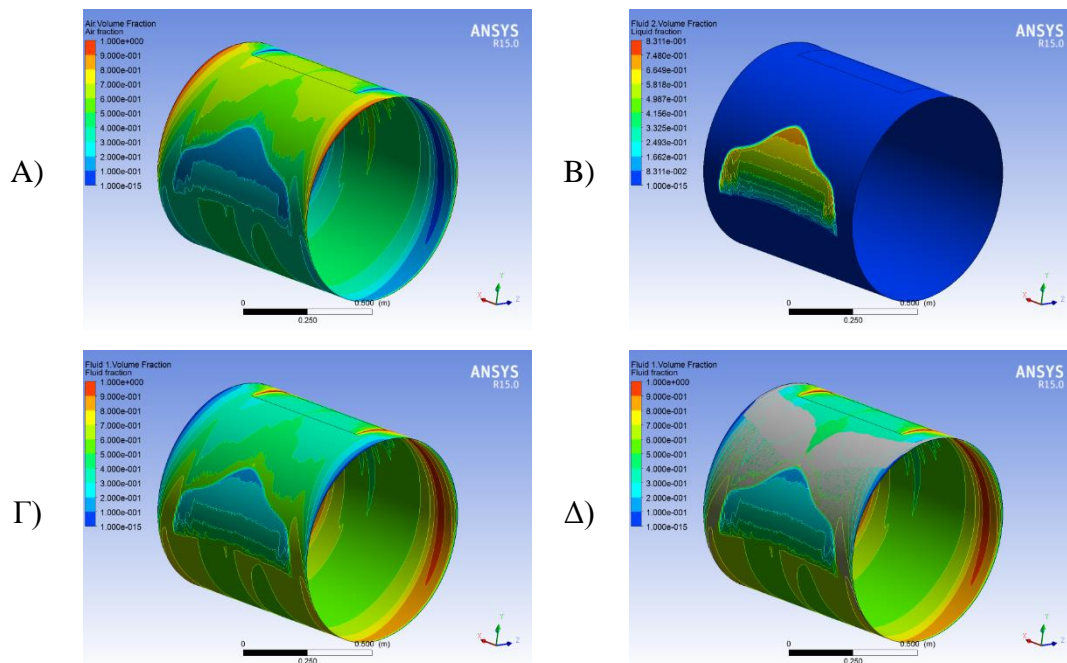 A)
Air.Volume Fraction
Air fraction
1.000e+000
9.000e-001
8.000e-001
7.000e-001
6.000e-001
5.000e-001
4.000e-001
3.000e-001
2.000e-001
1.000e-001
1.000e-015
ANSYS
R15.0
0 0.500 (m)
0.250
X Y Z
B)
Fluid 2.Volume Fraction
Liquid fraction
8.311e-001
7.480e-001
6.649e-001
5.818e-001
4.987e-001
4.156e-001
3.325e-001
2.493e-001
1.662e-001
8.311e-002
1.000e-015
ANSYS
R15.0
0 0.500 (m)
0.250
X Y Z
Γ)
Fluid 1.Volume Fraction
Fluid fraction
1.000e+000
9.000e-001
8.000e-001
7.000e-001
6.000e-001
5.000e-001
4.000e-001
3.000e-001
2.000e-001
1.000e-001
1.000e-015
ANSYS
R15.0
0 0.500 (m)
0.250
X Y Z
Δ)
Fluid 1.Volume Fraction
Fluid fraction
1.000e+000
9.000e-001
8.000e-001
7.000e-001
6.000e-001
5.000e-001
4.000e-001
3.000e-001
2.000e-001
1.000e-001
1.000e-015
ANSYS
R15.0
0 0.500 (m)
0.250
X Y Z